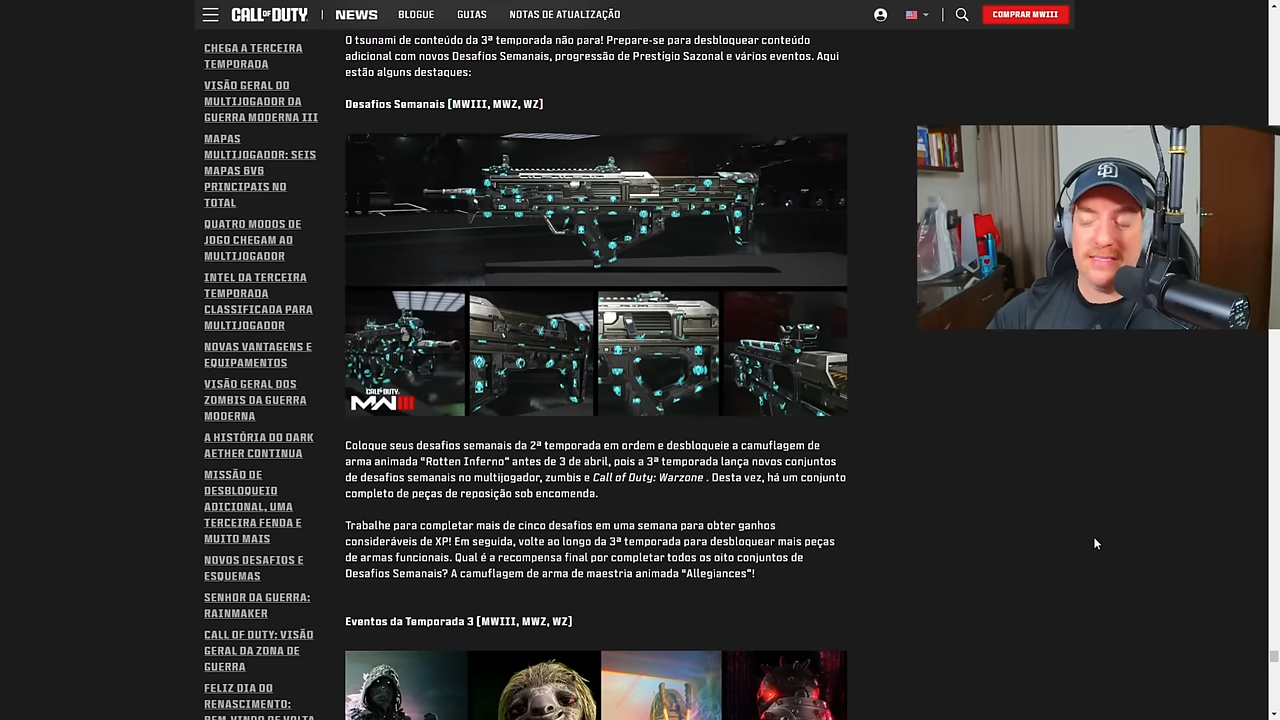 CALL OF DUTY
NEWS
BLOGUE
GUIAS
NOTAS DE ATUALIZAÇÃO
COMPRAR MWIII
CHEGA A TERCEIRA
TEMPORADA
VISÃO GERAL DO
MULTIJOGADOR DA
GUERRA MODERNA III
MAPAS
MULTIJOGADOR: SEIS
MAPAS 6V6
PRINCIPAIS NO
TOTAL
QUATRO MODOS DE
JOGO CHEGAM AO
MULTIJOGADOR
INTEL DA TERCEIRA
TEMPORADA
CLASSIFICADA PARA
MULTIJOGADOR
NOVAS VANTAGENS E
EQUIPAMENTOS
VISÃO GERAL DOS
ZOMBIS DA GUERRA
MODERNA
A HISTÓRIA DO DARK
AETHER CONTINUA
MISSÃO DE
DESBLOQUEIO
ADICIONAL, UMA
TERCEIRA FENDA E
MUITO MAIS
NOVOS DESAFIOS E
ESQUEMAS
SENHOR DA GUERRA:
RAINMAKER
CALL OF DUTY: VISÃO
GERAL DA ZONA DE
GUERRA
FELIZ DIA DO
RENASCIMENTO:
BEM-VINDO DE VOLTA
O tsunami de conteúdo da 3ª temporada não para! Prepare-se para desbloquear conteúdo
adicional com novos Desafios Semanais, progressão de Prestígio Sazonal e vários eventos. Aqui
estão alguns destaques:
Desafios Semanais [MWIII, MWZ, WZ]
CALL OF DUTY
MWIII
Coloque seus desafios semanais da 2ª temporada em ordem e desbloqueie a camuflagem de
arma animada "Rotten Inferno" antes de 3 de abril, pois a 3ª temporada lança novos conjuntos
de desafios semanais no multijogador, zumbis e Call of Duty: Warzone . Desta vez, há um conjunto
completo de peças de reposição sob encomenda.
Trabalhe para completar mais de cinco desafios em uma semana para obter ganhos
consideráveis de XP! Em seguida, volte ao longo da 3ª temporada para desbloquear mais peças
de armas funcionais. Qual é a recompensa final por completar todos os oito conjuntos de
Desafios Semanais? A camuflagem de arma de maestria animada "Allegiances"!
Eventos da Temporada 3 [MWIII, MWZ, WZ]
SD